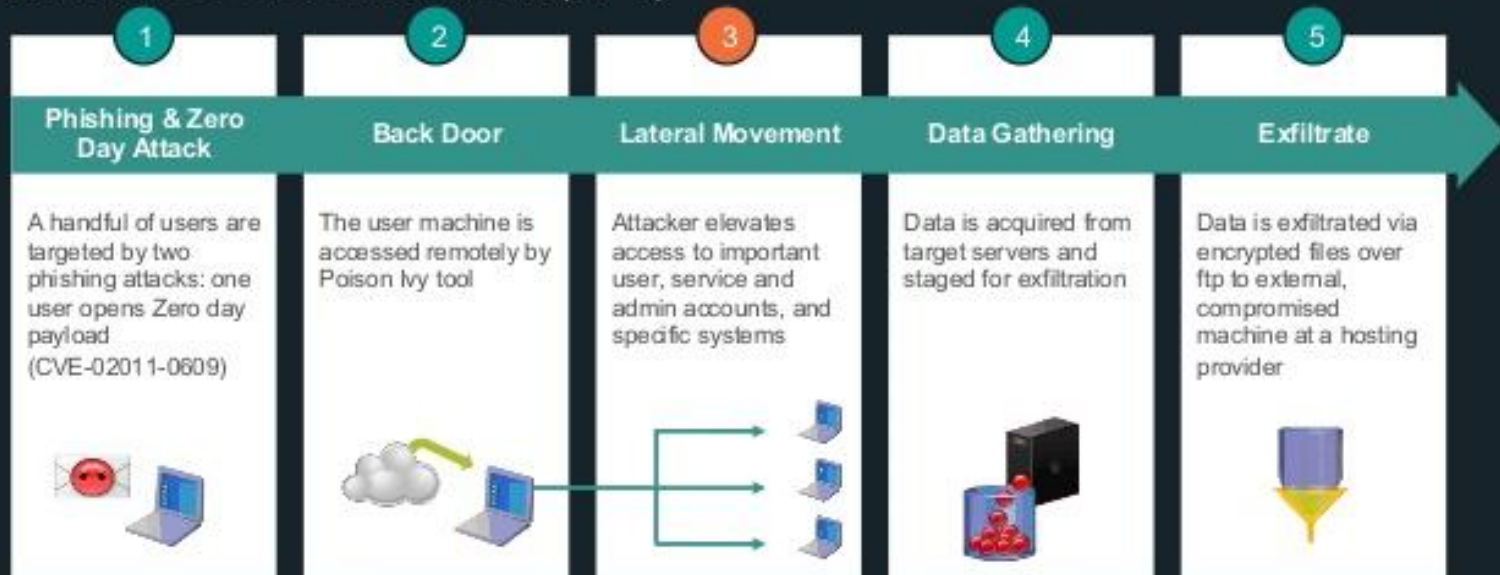 1
2
3
4
5
Phishing & Zero
Day Attack
Back Door
Lateral Movement
Data Gathering
Exfiltrate
A handful of users are
targeted by two
phishing attacks: one
user opens Zero day
payload
(CVE-02011-0609)
The user machine is
accessed remotely by
Poison Ivy tool
Attacker elevates
access to important
user, service and
admin accounts, and
specific systems
Data is acquired from
target servers and
staged for exfiltration
Data is exfiltrated via
encrypted files over
ftp to external,
compromised
machine at a hosting
provider